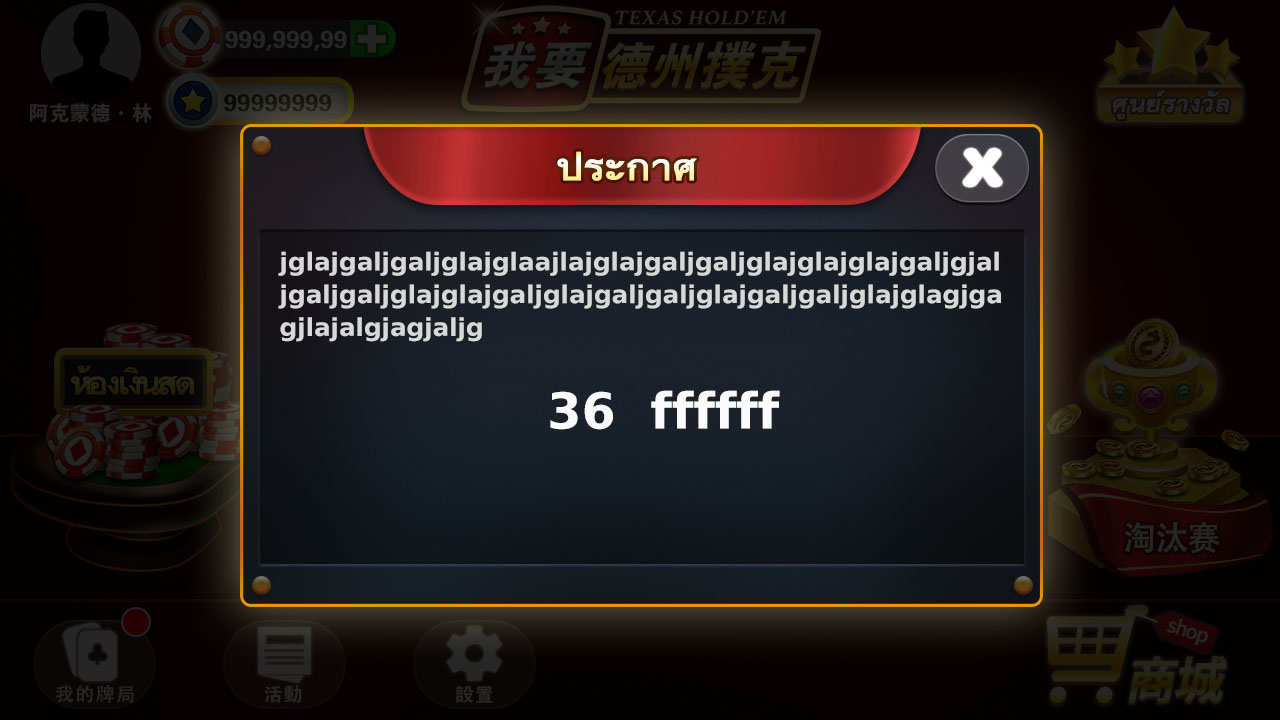 999,999,99
TEXAS HOLD'EM
我要德州撲克
阿克蒙德·林
99999999
ศูนย์รางวัล
ประกาศ
jglajgaljgaljglajglaajlajglajgaljgaljglajglajglajgaljgjal
jgaljgaljglajglajgaljglajgaljgaljglajgaljgaljglajglagjga
gjlajalgjagjaljg
36 ffffff
ห้องเงินสด
淘汰赛
shop
商城
我的牌局
活動
設置